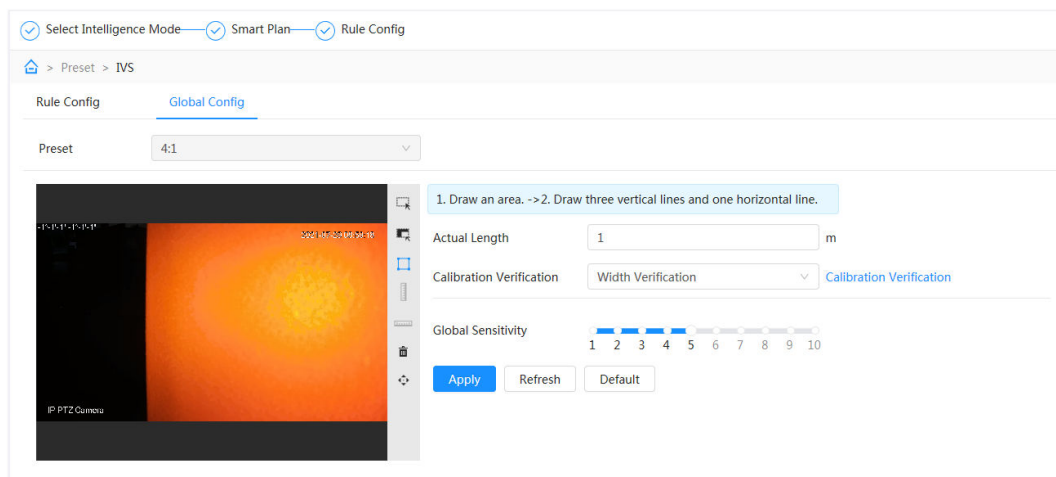 Select Intelligence Mode Smart Plan Rule Config
> Preset > IVS
Rule Config Global Config
Preset 4:1
1. Draw an area. ->2. Draw three vertical lines and one horizontal line.
Actual Length 1 m
Calibration Verification Width Verification Calibration Verification
Global Sensitivity
1 2 3 4 5 6 7 8 9 10
Apply Refresh Default
IP PTZ Camera